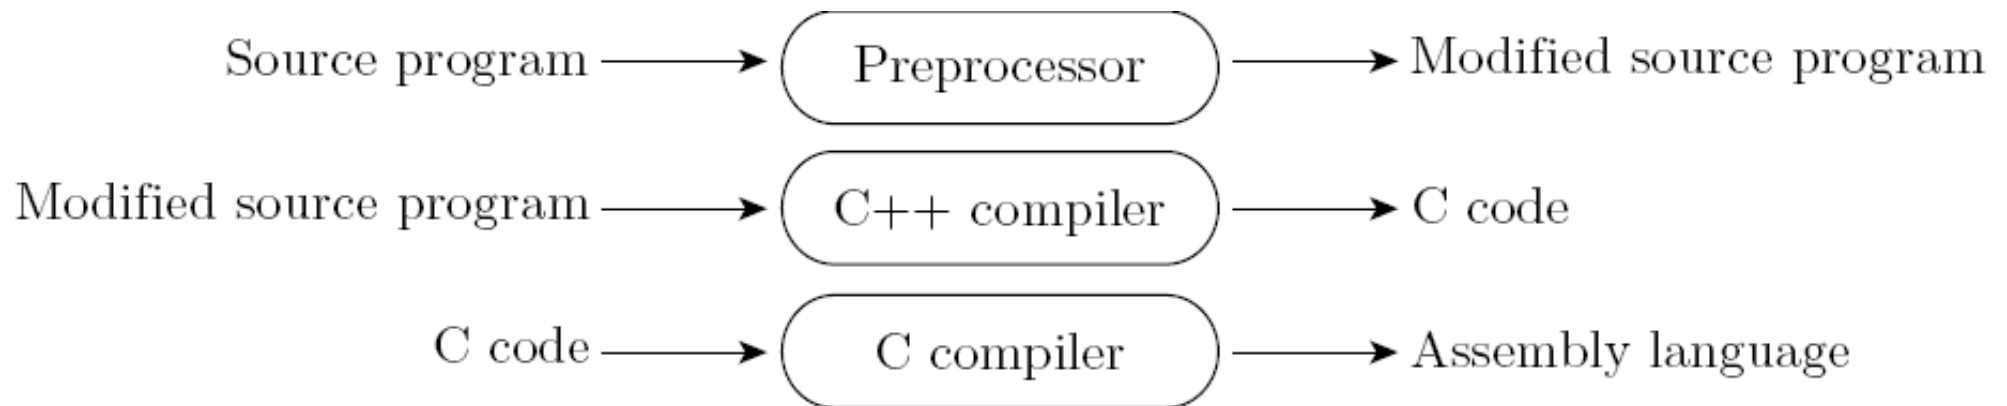 Source program Preprocessor Modified source program
Modified source program C++ compiler C code
C code C compiler Assembly language